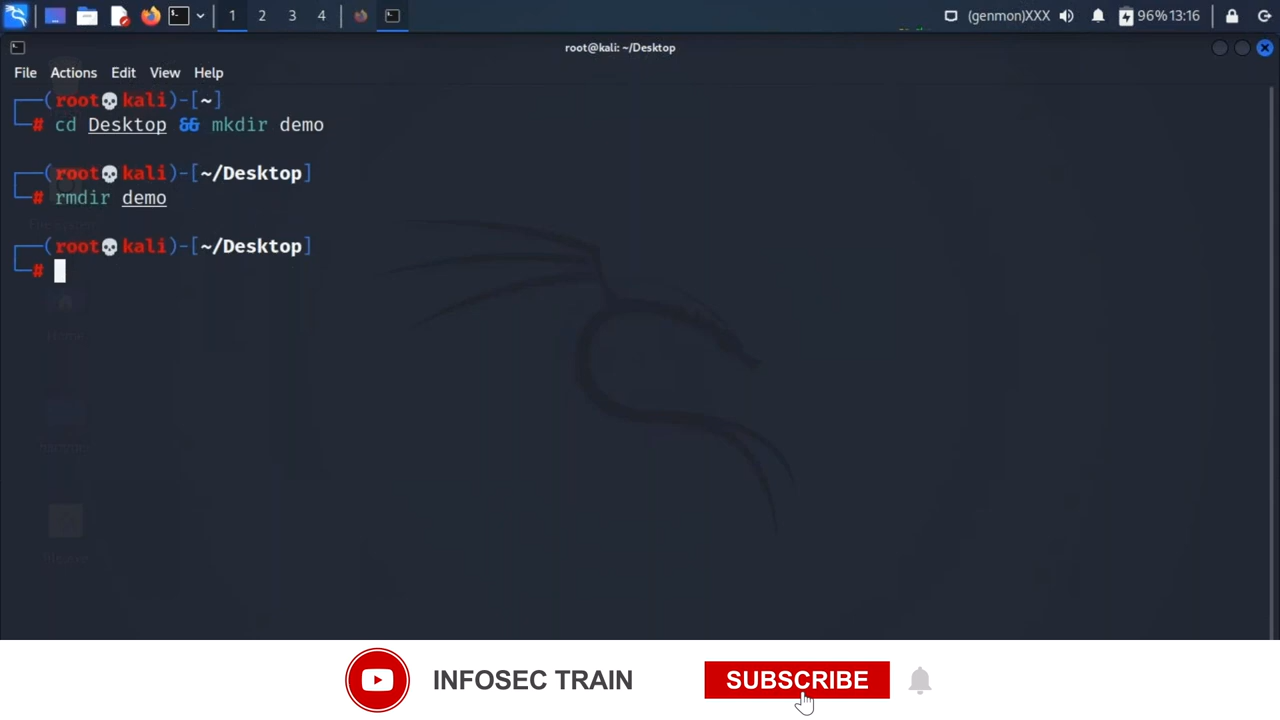 1 2 3 4 (genmon)XXX 96% 13:16
root@kali: ~/Desktop
File Actions Edit View Help
┌──(root💀kali)-[~]
└─# cd Desktop && mkdir demo
┌──(root💀kali)-[~/Desktop]
└─# rmdir demo
┌──(root💀kali)-[~/Desktop]
└─#
Home
INFOSEC TRAIN SUBSCRIBE